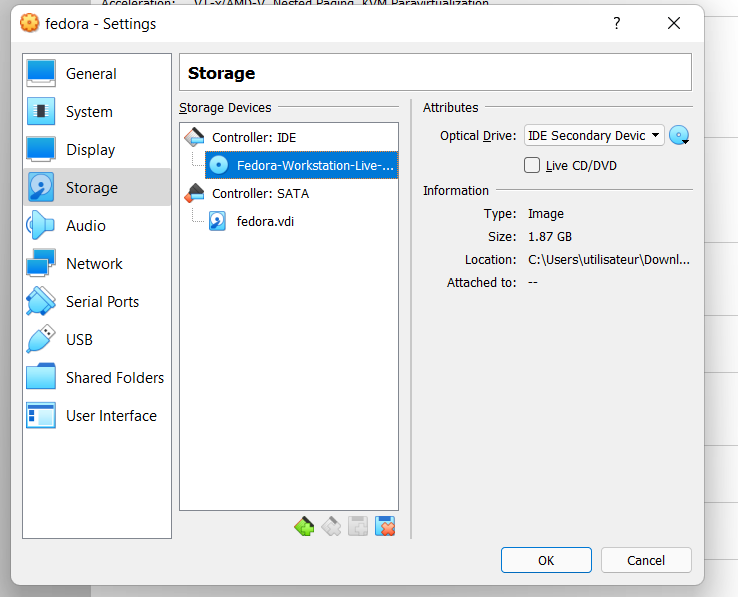 Acceleration: VT-x/AMD-V, Nested Paging, KVM Paravirtualization
fedora - Settings
?
General
System
Display
Storage
Audio
Network
Serial Ports
USB
Shared Folders
User Interface
Storage
Storage Devices
Controller: IDE
Fedora-Workstation-Live-...
Controller: SATA
fedora.vdi
Attributes
Optical Drive: IDE Secondary Devic
Live CD/DVD
Information
Type: Image
Size: 1.87 GB
Location: C:\Users\utilisateur\Downl...
Attached to: --
OK
Cancel